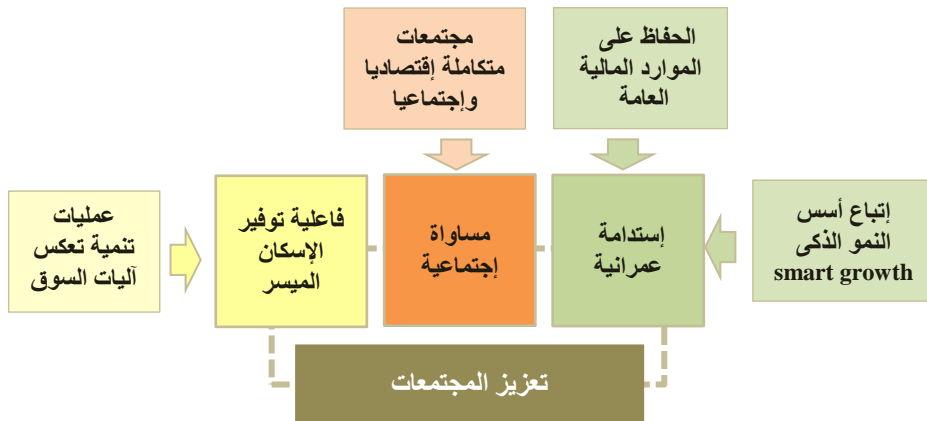 الحفاظ على
الموارد المالية
العامة
مجتمعات
متكاملة إقتصاديا
وإجتماعيا
إتباع أسس
النمو الذكى
smart growth
إستدامة
عمرانية
مساواة
إجتماعية
فاعلية توفير
الإسكان
الميسر
عمليات
تنمية تعكس
آليات السوق
تعزيز المجتمعات